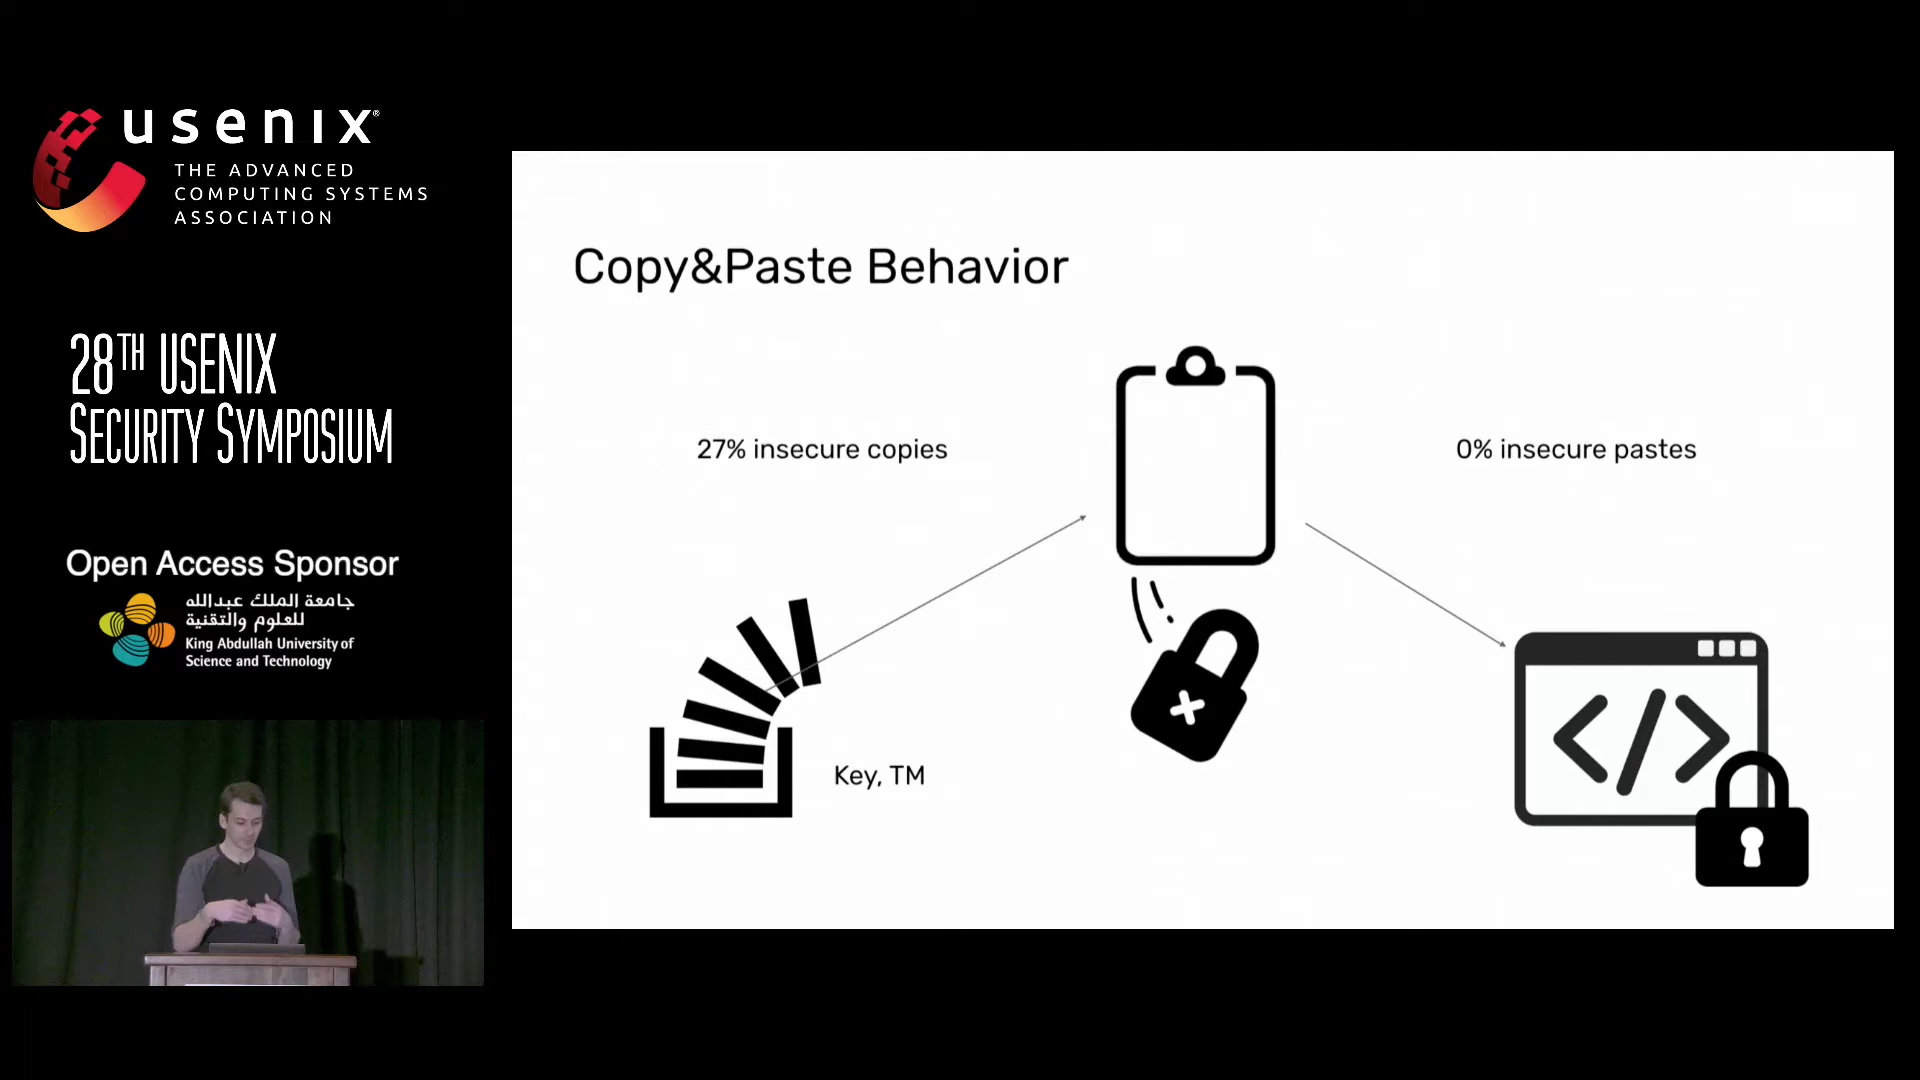 usenix®
THE ADVANCED
COMPUTING SYSTEMS
ASSOCIATION
28TH USENIX
SECURITY SYMPOSIUM
Open Access Sponsor
جامعة الملك عبدالله
للعلوم والتقنية
King Abdullah University of
Science and Technology
Copy&Paste Behavior
27% insecure copies
0% insecure pastes
Key, TM